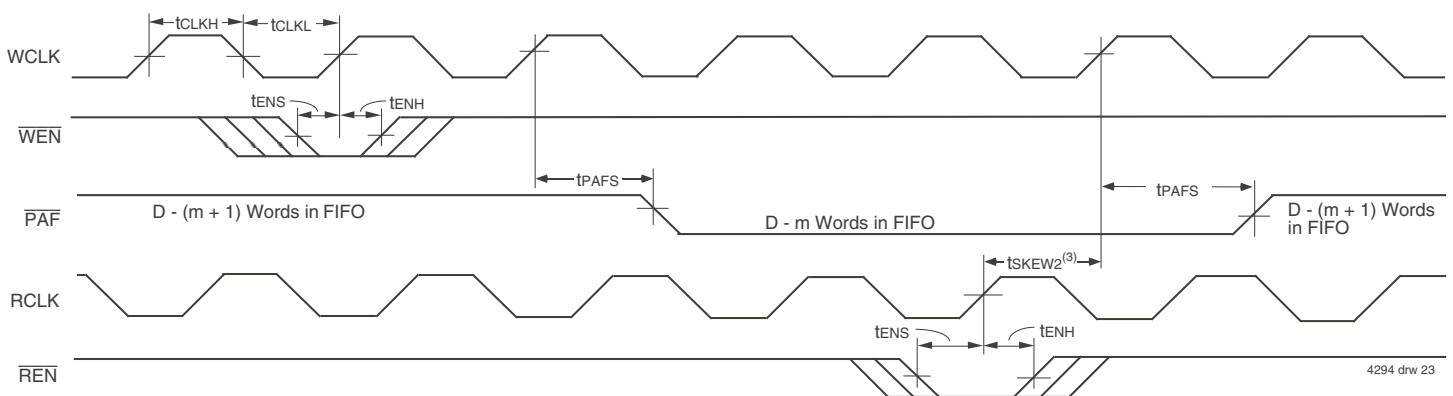 tCLKH
tCLKL
WCLK
tENS
tENH
WEN
tPAFS
tPAFS
PAF
D - (m + 1) Words in FIFO
D - m Words in FIFO
D - (m + 1) Words
in FIFO
tSKEW2(3)
RCLK
tENS
tENH
REN
4294 drw 23